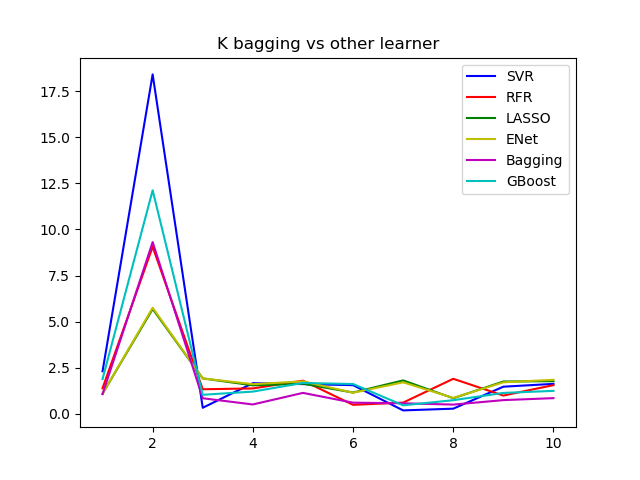 K bagging vs other learner
SVR
RFR
LASSO
ENet
Bagging
GBoost
17.5
15.0
12.5
10.0
7.5
5.0
2.5
0.0
2 4 6 8 10